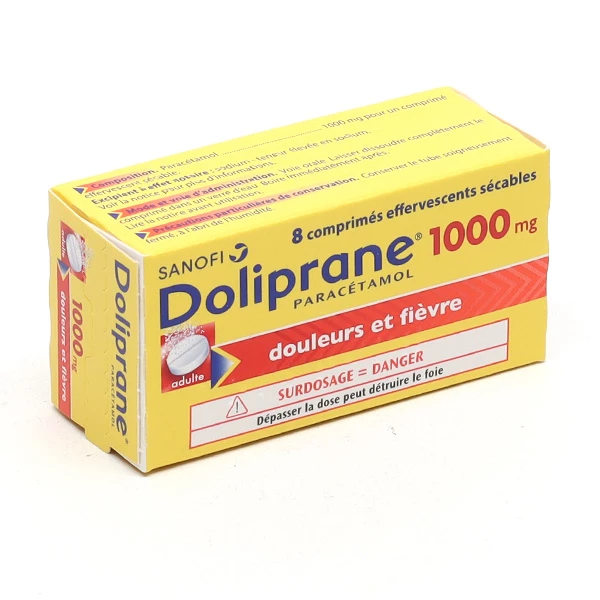 Composition. Paracétamol 1000 mg pour un comprimé
effervescent sécable.
Excipient à effet notoire : sodium - teneur élevée en sodium.
Voir la notice pour plus d'informations.
Mode et voie d'administration. Voie orale. Laisser dissoudre complètement le
comprimé dans un verre d'eau. Boire immédiatement après.
Lire la notice avant utilisation.
Précautions particulières de conservation. Conserver le tube soigneusement
fermé, à l'abri de l'humidité.
8 comprimés effervescents sécables
SANOFI
Doliprane® 1000 mg
PARACÉTAMOL
douleurs et fièvre
adulte
SURDOSAGE = DANGER
Dépasser la dose peut détruire le foie
adulte
Doliprane®
PARACÉTAMOL
1000 mg
douleurs et fièvre